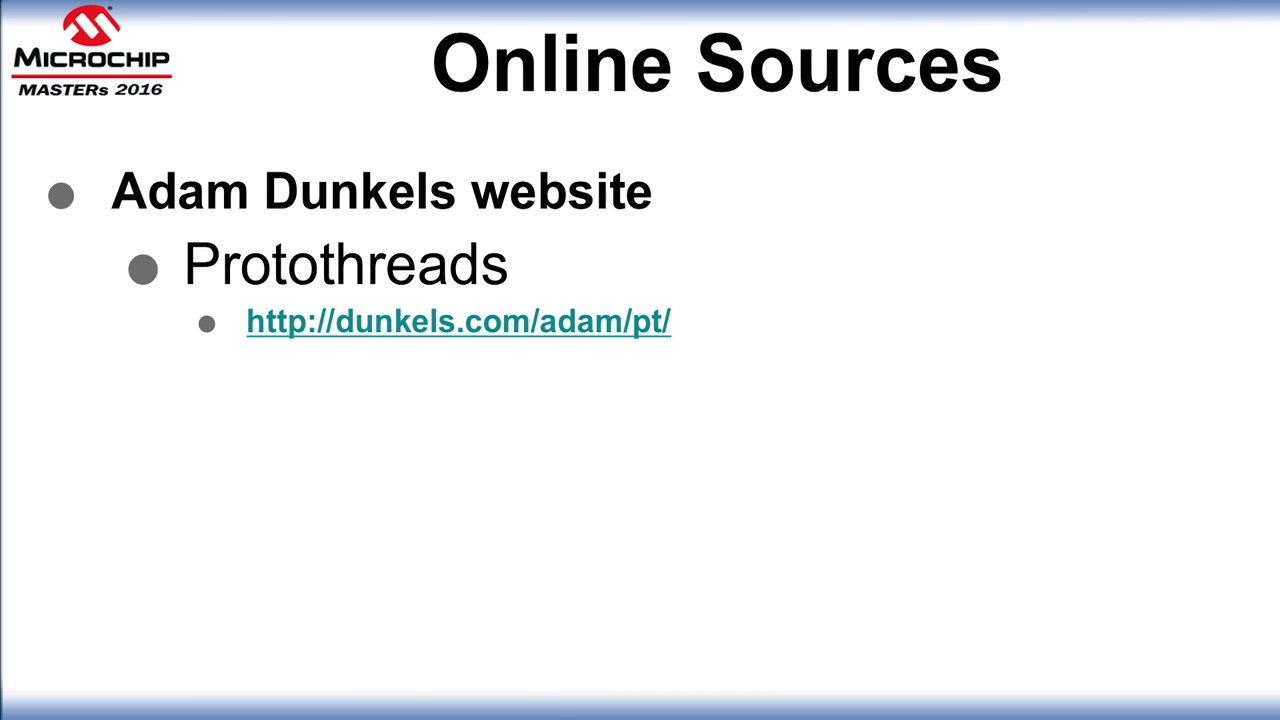 MICROCHIP
MASTERs 2016
Online Sources
Adam Dunkels website
Protothreads
http://dunkels.com/adam/pt/